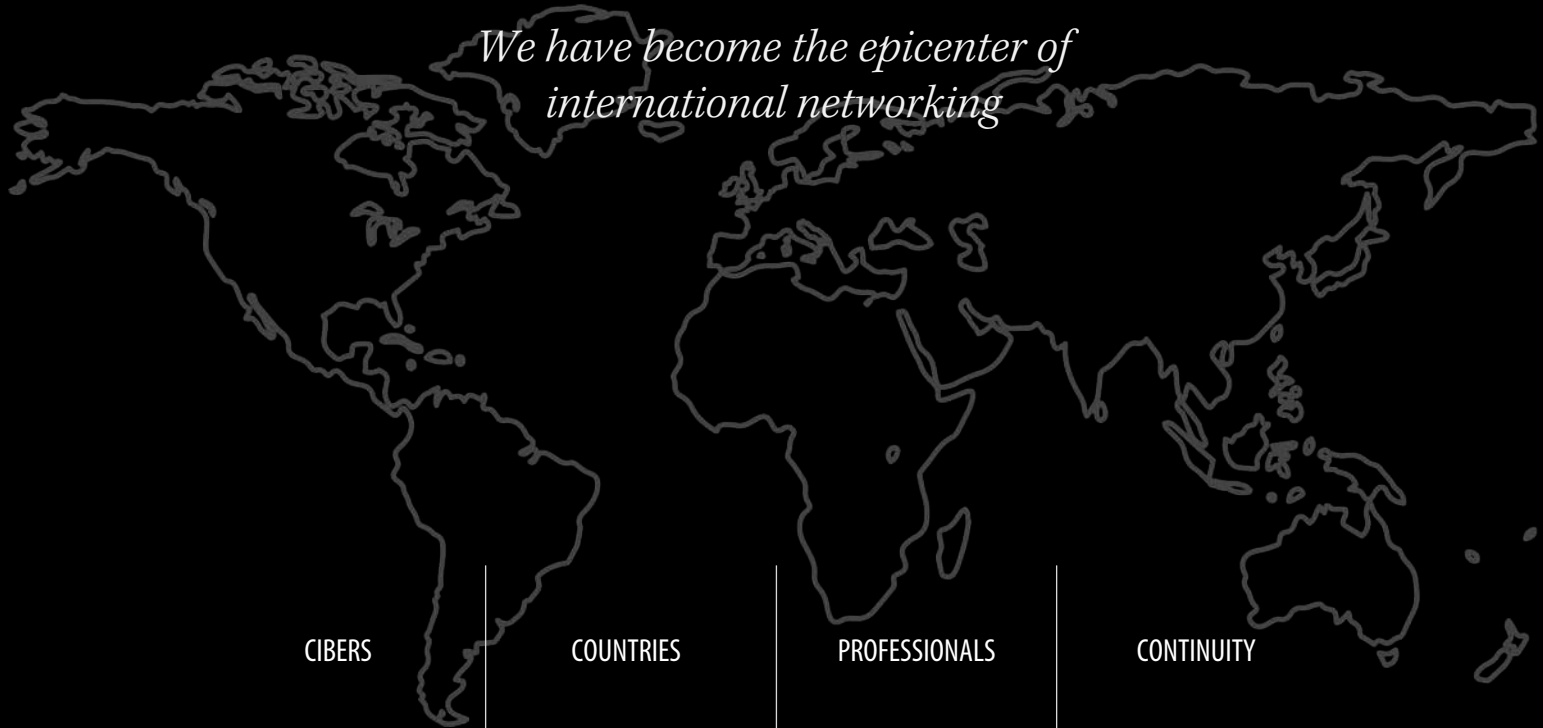 We have become the epicenter of
international networking
CIBERS
COUNTRIES
PROFESSIONALS
CONTINUITY